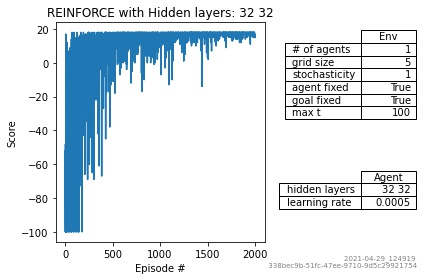 REINFORCE with Hidden layers: 32 32
Score
20
0
−20
−40
−60
−80
−100
0 500 1000 1500 2000
Episode #
Env
# of agents 1
grid size 5
stochasticity 1
agent fixed True
goal fixed True
max t 100
Agent
hidden layers 32 32
learning rate 0.0005
2021-04-29_124919
338bec9b-51fc-47ee-9710-9d5c29921754